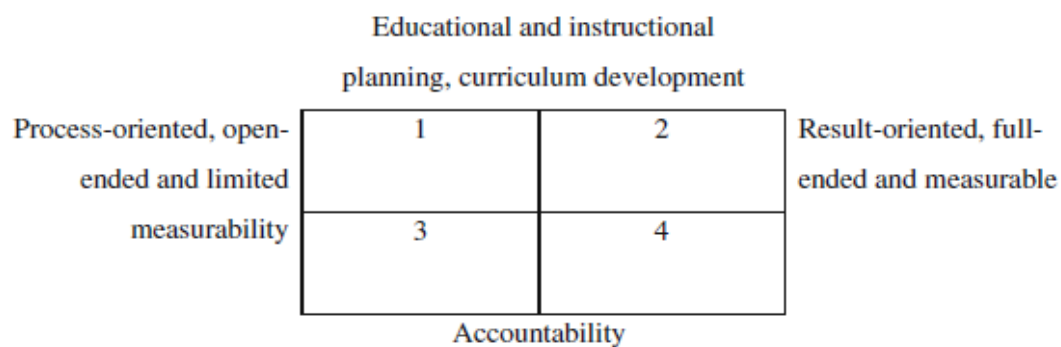 Educational and instructional
planning, curriculum development
Process-oriented, open-
ended and limited
measurability
1
2
Result-oriented, full-
ended and measurable
3
4
Accountability